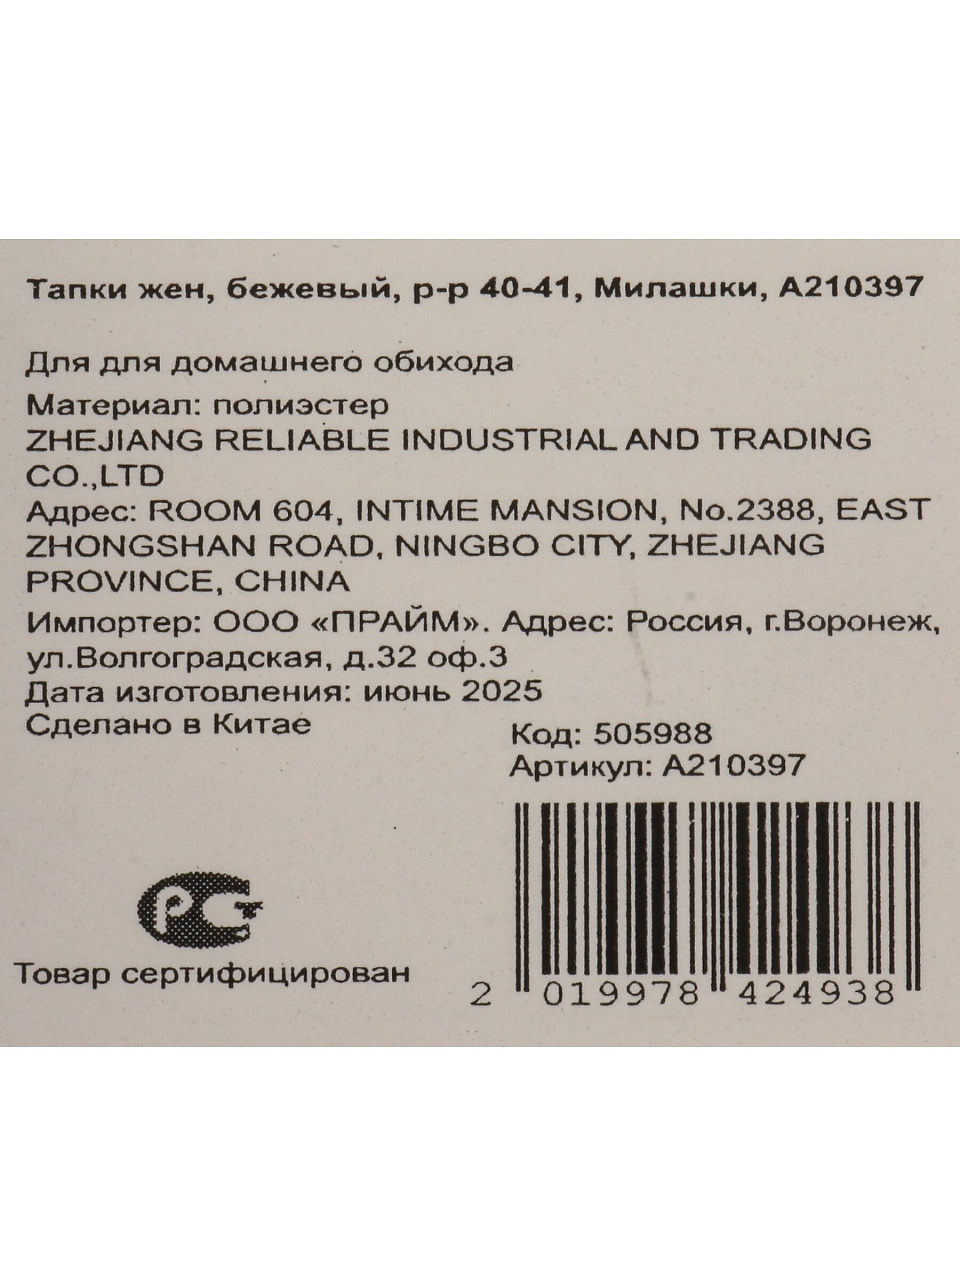 Тапки жен, бежевый, р-р 40-41, Милашки, А210397
Для для домашнего обихода
Материал: полиэстер
ZHEJIANG RELIABLE INDUSTRIAL AND TRADING
CO.,LTD
Адрес: ROOM 604, INTIME MANSION, No.2388, EAST
ZHONGSHAN ROAD, NINGBO CITY, ZHEJIANG
PROVINCE, CHINA
Импортер: ООО «ПРАЙМ». Адрес: Россия, г.Воронеж,
ул.Волгоградская, д.32 оф.3
Дата изготовления: июнь 2025
Сделано в Китае
Код: 505988
Артикул: А210397
РСТ
Товар сертифицирован
2 019978 424938